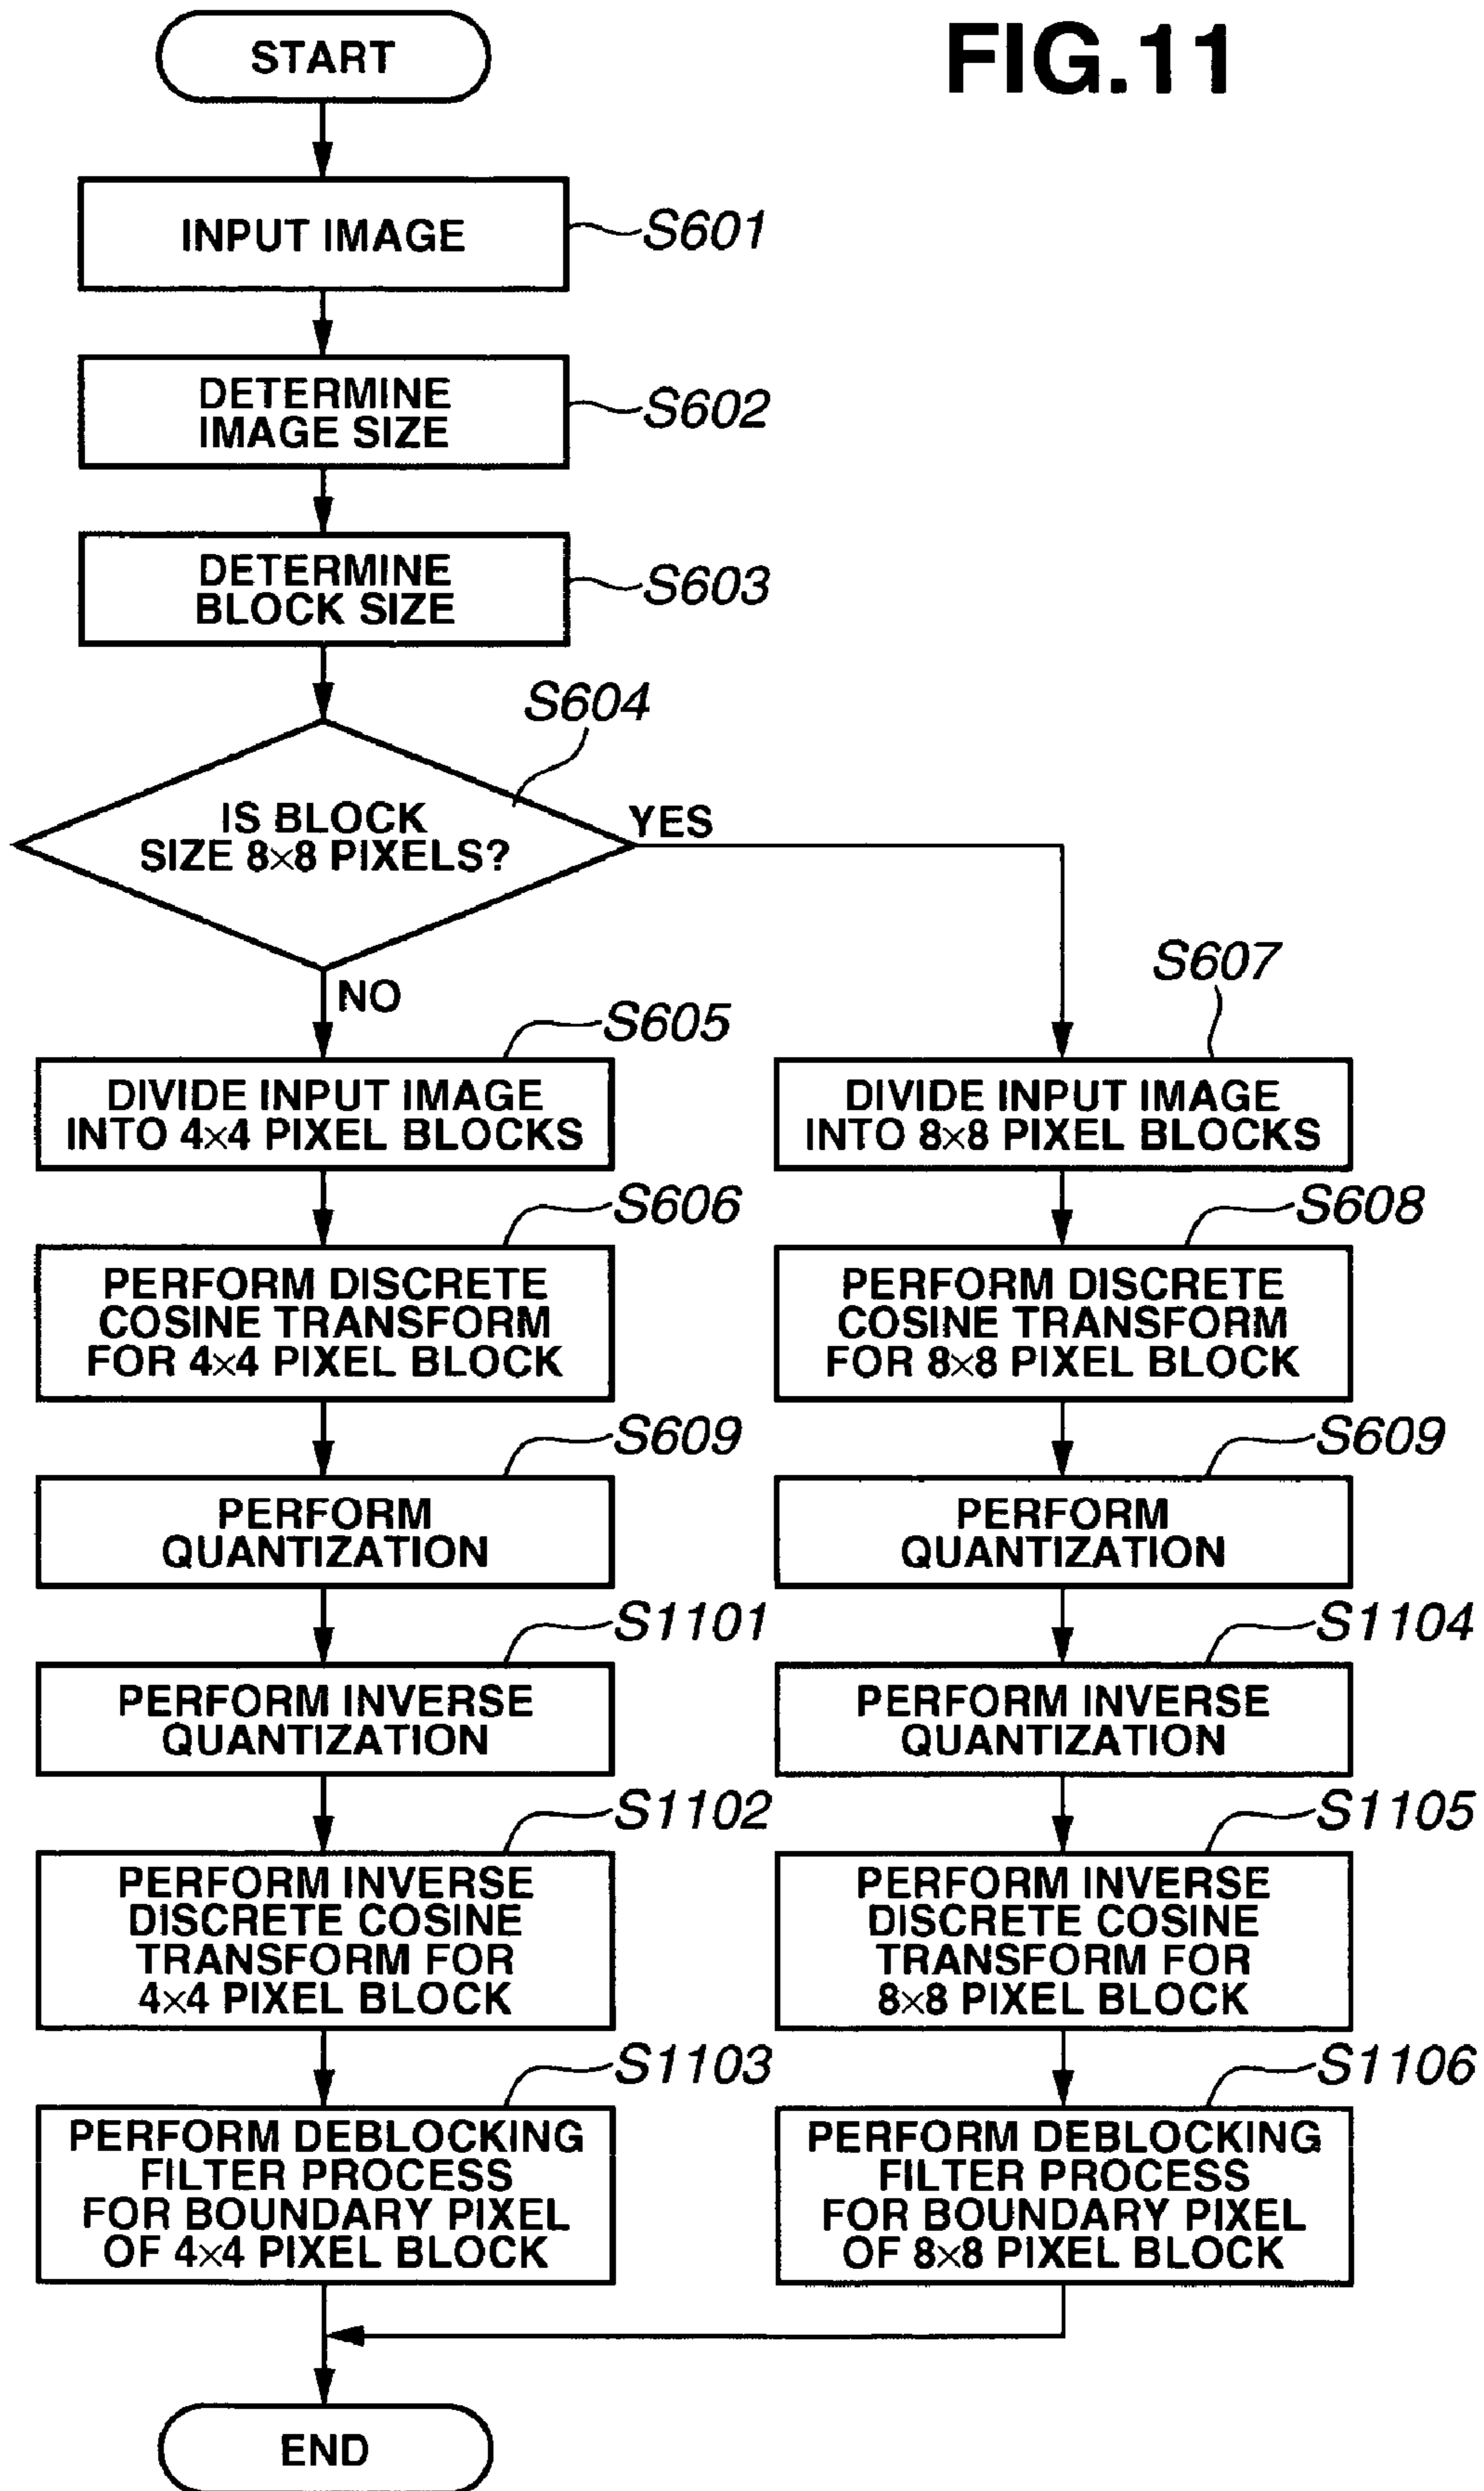 FIG.11
START
INPUT IMAGE
S601
DETERMINE
IMAGE SIZE
S602
DETERMINE
BLOCK SIZE
S603
S604
IS BLOCK
SIZE 8×8 PIXELS?
YES
NO
S605
DIVIDE INPUT IMAGE
INTO 4×4 PIXEL BLOCKS
S606
PERFORM DISCRETE
COSINE TRANSFORM
FOR 4×4 PIXEL BLOCK
S609
PERFORM
QUANTIZATION
S1101
PERFORM INVERSE
QUANTIZATION
S1102
PERFORM INVERSE
DISCRETE COSINE
TRANSFORM FOR
4×4 PIXEL BLOCK
S1103
PERFORM DEBLOCKING
FILTER PROCESS
FOR BOUNDARY PIXEL
OF 4×4 PIXEL BLOCK
S607
DIVIDE INPUT IMAGE
INTO 8×8 PIXEL BLOCKS
S608
PERFORM DISCRETE
COSINE TRANSFORM
FOR 8×8 PIXEL BLOCK
S609
PERFORM
QUANTIZATION
S1104
PERFORM INVERSE
QUANTIZATION
S1105
PERFORM INVERSE
DISCRETE COSINE
TRANSFORM FOR
8×8 PIXEL BLOCK
S1106
PERFORM DEBLOCKING
FILTER PROCESS
FOR BOUNDARY PIXEL
OF 8×8 PIXEL BLOCK
END